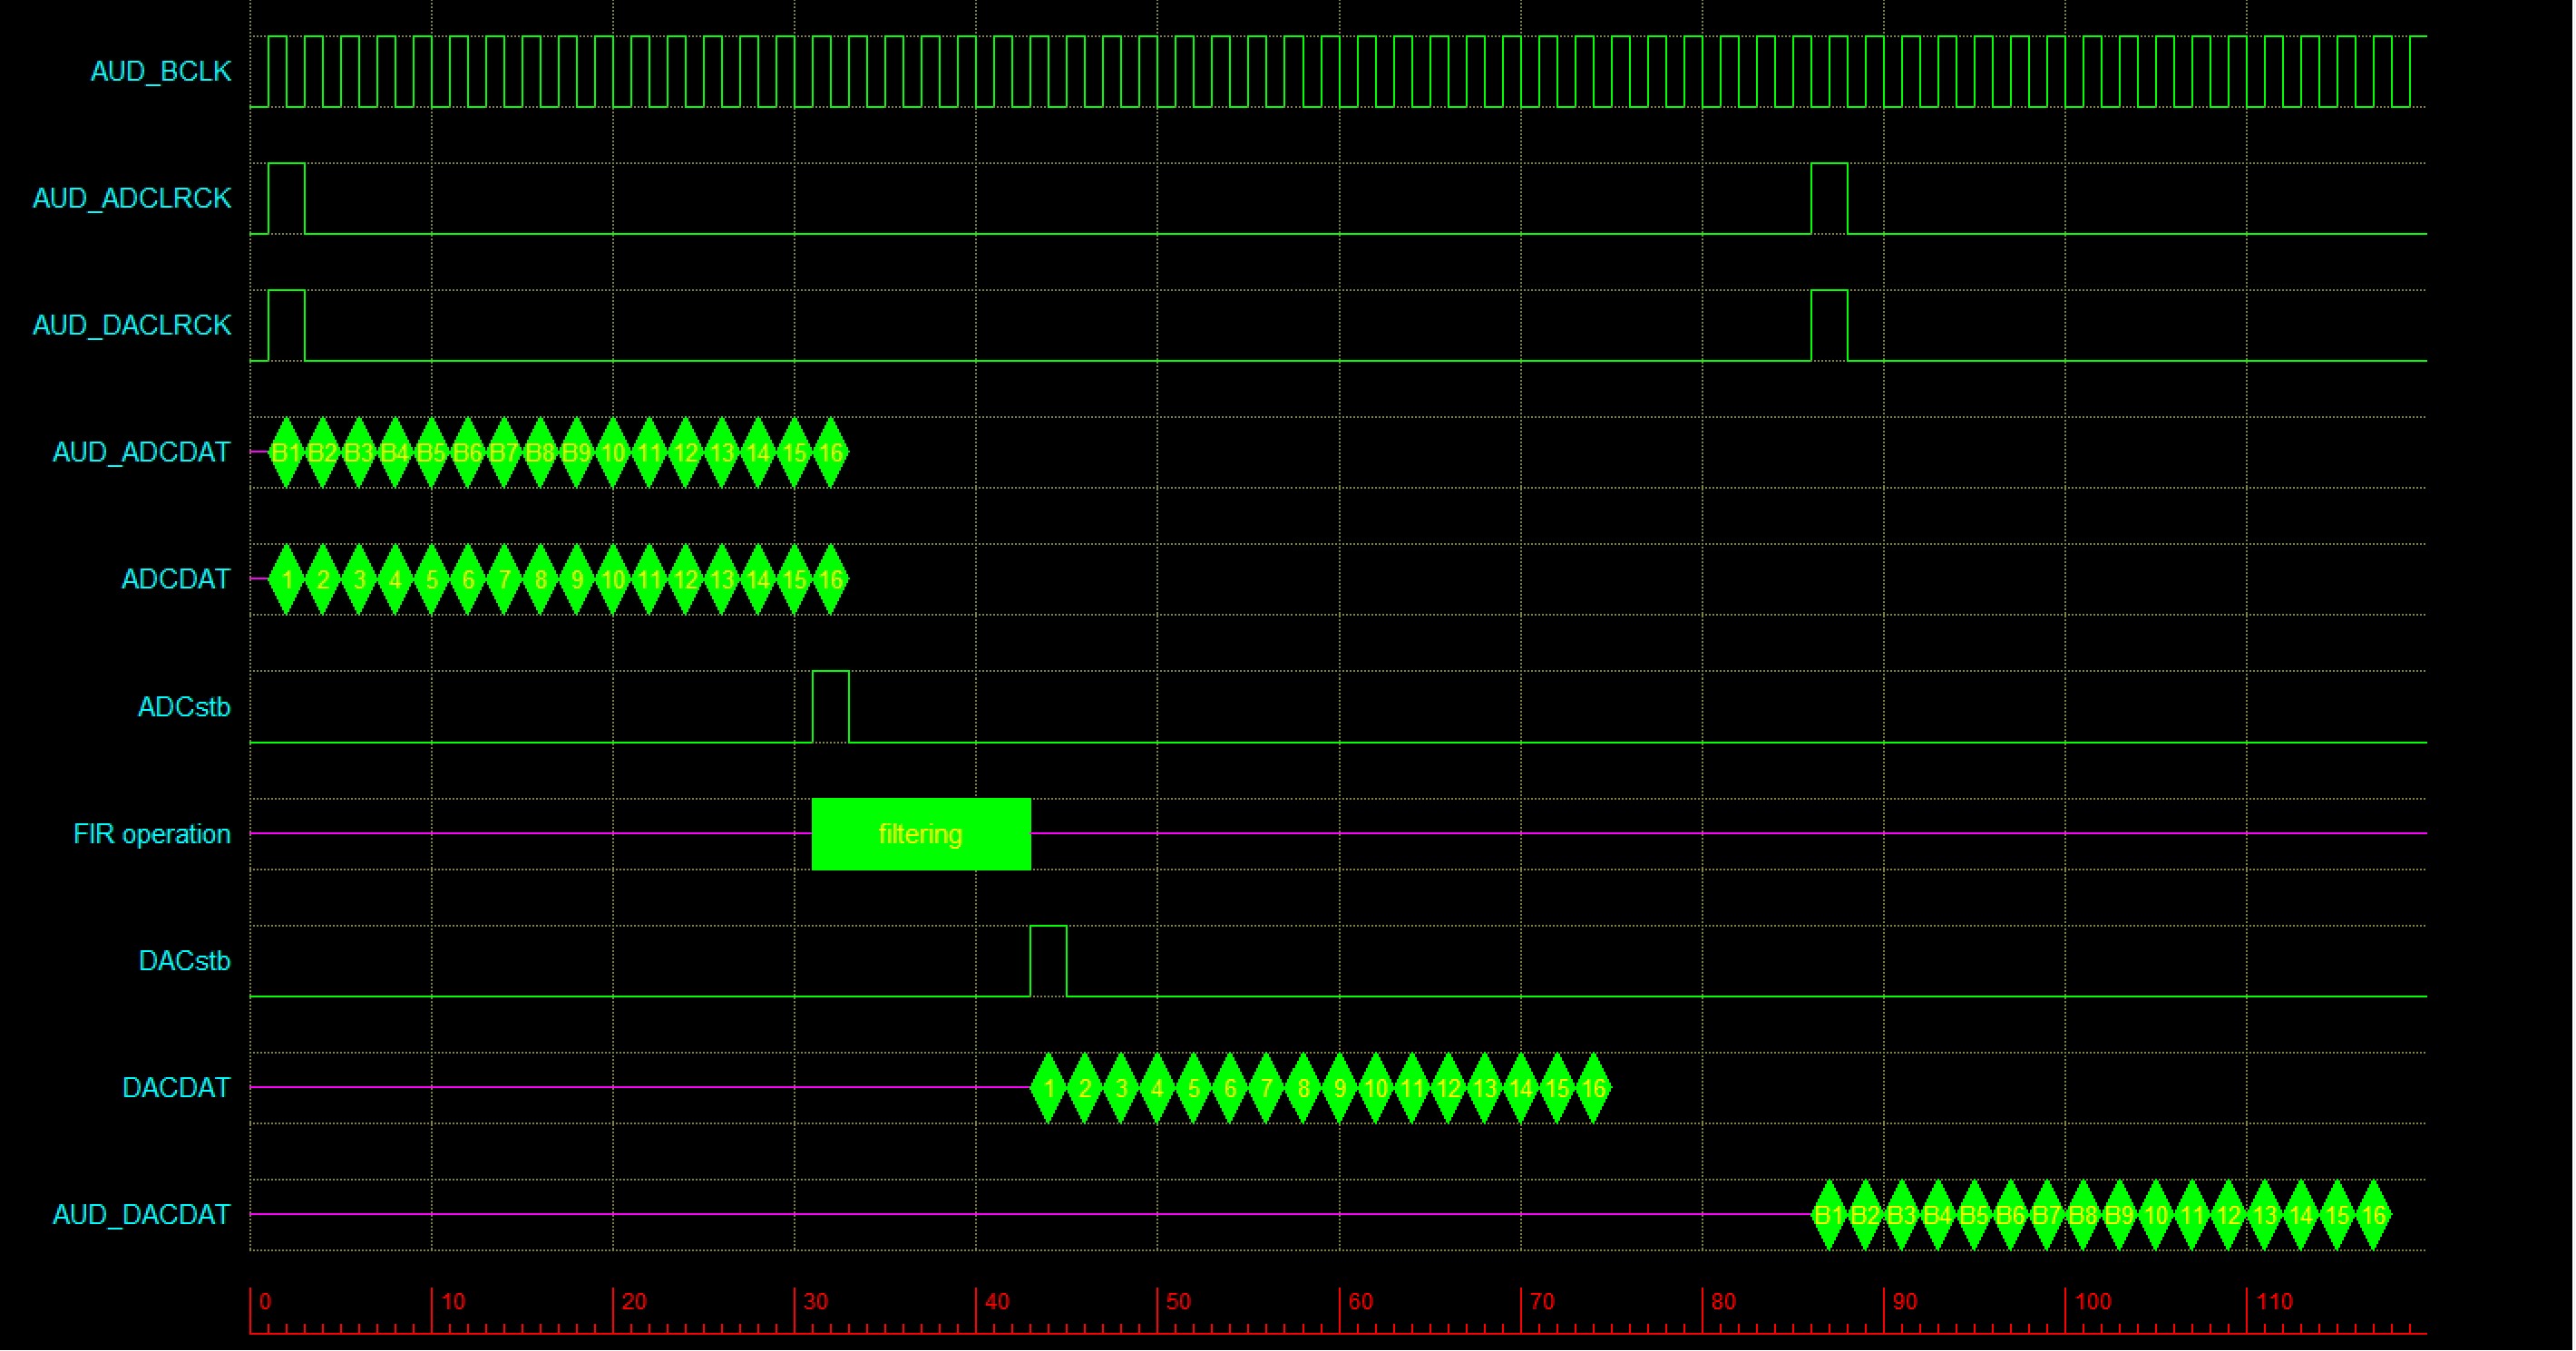 AUD_BCLK
AUD_ADCLRCK
AUD_DACLRCK
AUD_ADCDAT B1 B2 B3 B4 B5 B6 B7 B8 B9 10 11 12 13 14 15 16
ADCDAT 1 2 3 4 5 6 7 8 9 10 11 12 13 14 15 16
ADCstb
FIR operation filtering
DACstb
DACDAT 1 2 3 4 5 6 7 8 9 10 11 12 13 14 15 16
AUD_DACDAT B1 B2 B3 B4 B5 B6 B7 B8 B9 10 11 12 13 14 15 16
0 10 20 30 40 50 60 70 80 90 100 110